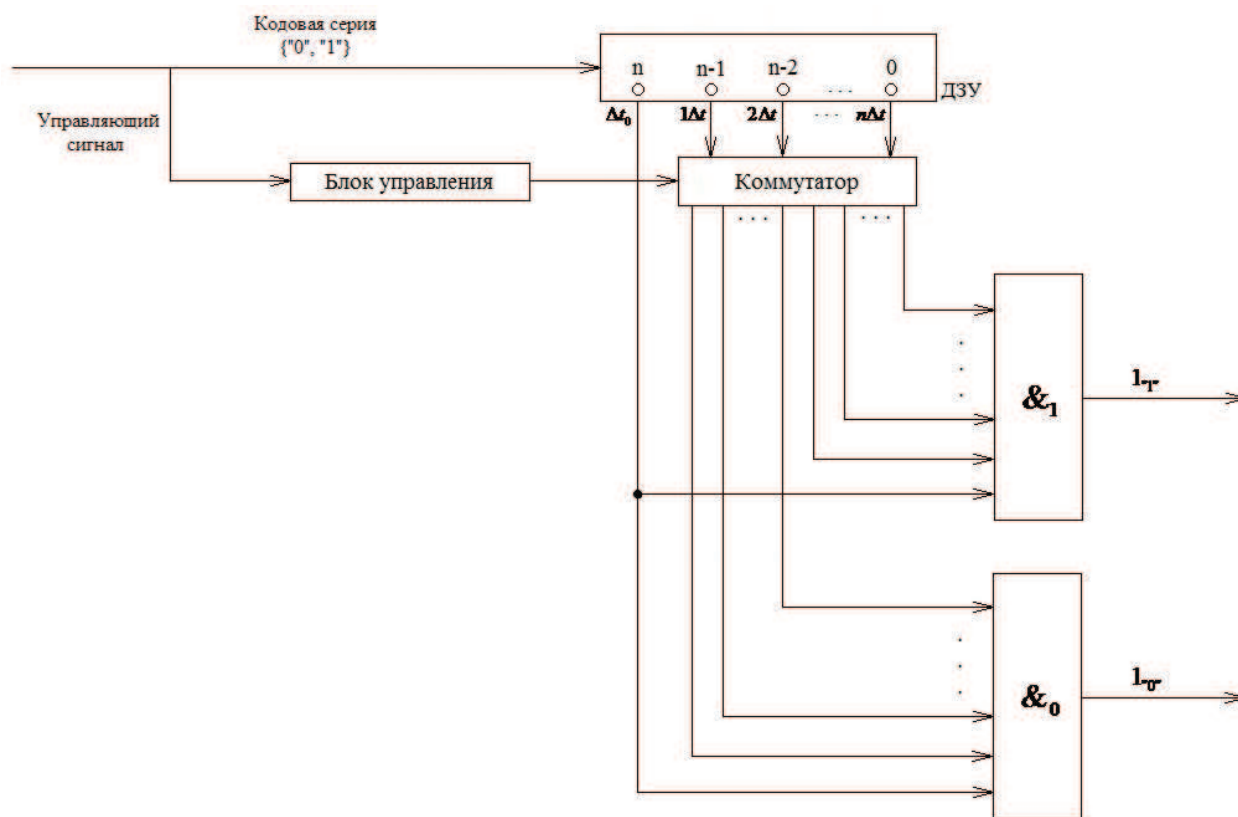 Кодовая серия
{"0", "1"}
n n-1 n-2 . . . 0
ДЗУ
Δt₀ 1Δt 2Δt . . . nΔt
Управляющий
сигнал
Блок управления
Коммутатор
. . . . . .
&₁
1"1"
&₀
1"0"